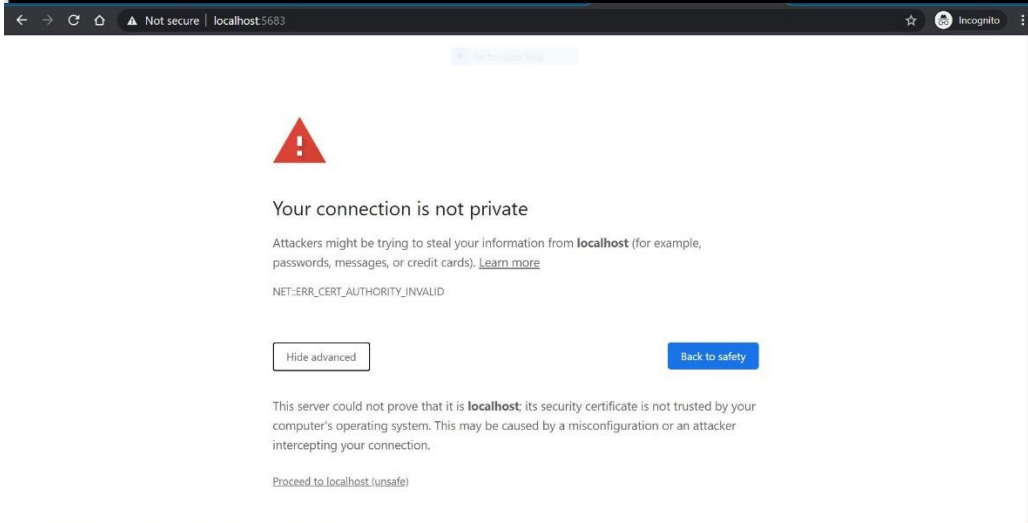 Not secure | localhost:5683
Incognito
Your connection is not private
Attackers might be trying to steal your information from localhost (for example,
passwords, messages, or credit cards). Learn more
NET::ERR_CERT_AUTHORITY_INVALID
Hide advanced
Back to safety
This server could not prove that it is localhost; its security certificate is not trusted by your
computer's operating system. This may be caused by a misconfiguration or an attacker
intercepting your connection.
Proceed to localhost (unsafe)